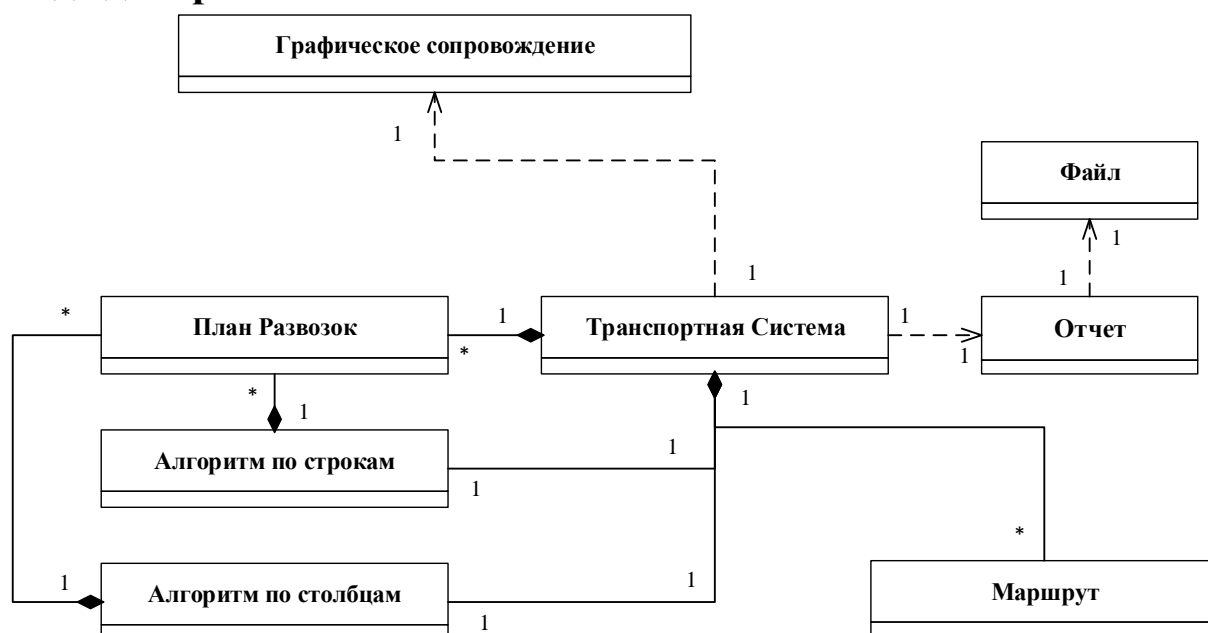 Графическое сопровождение
1
Файл
1
1
1
*
План Развозок
1
*
Транспортная Система
1
1
Отчет
*
1
1
Алгоритм по строкам
1
1
*
1
Алгоритм по столбцам
1
1
Маршрут